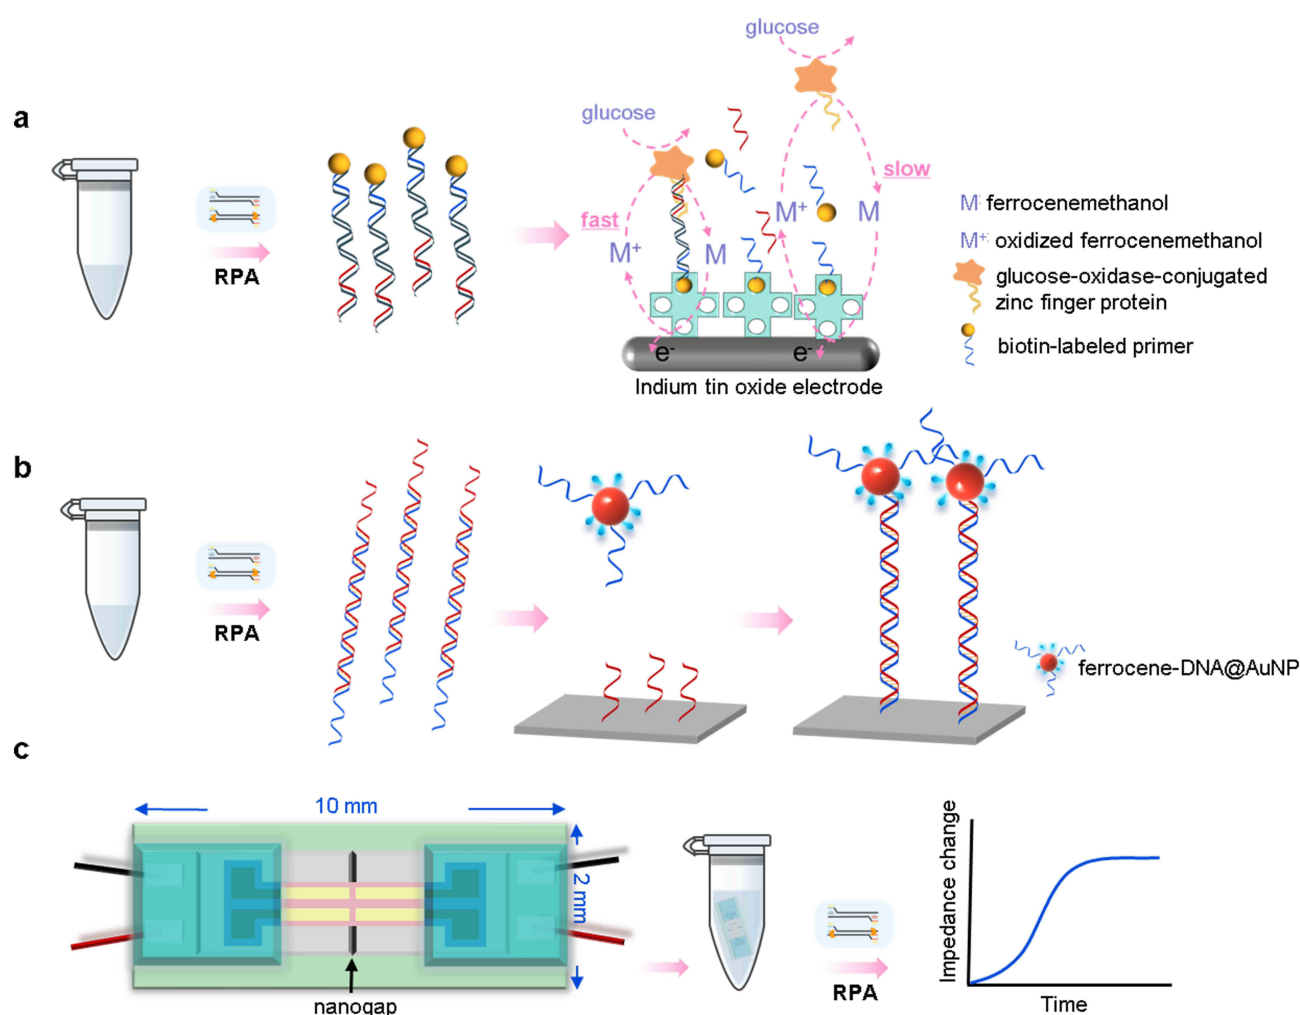 a
glucose
glucose
RPA
fast
slow
M⁺
M
M⁺
M
e⁻
e⁻
Indium tin oxide electrode
M: ferrocenemethanol
M⁺: oxidized ferrocenemethanol
glucose-oxidase-conjugated
zinc finger protein
biotin-labeled primer
b
RPA
ferrocene-DNA@AuNP
c
10 mm
2 mm
nanogap
RPA
Impedance change
Time